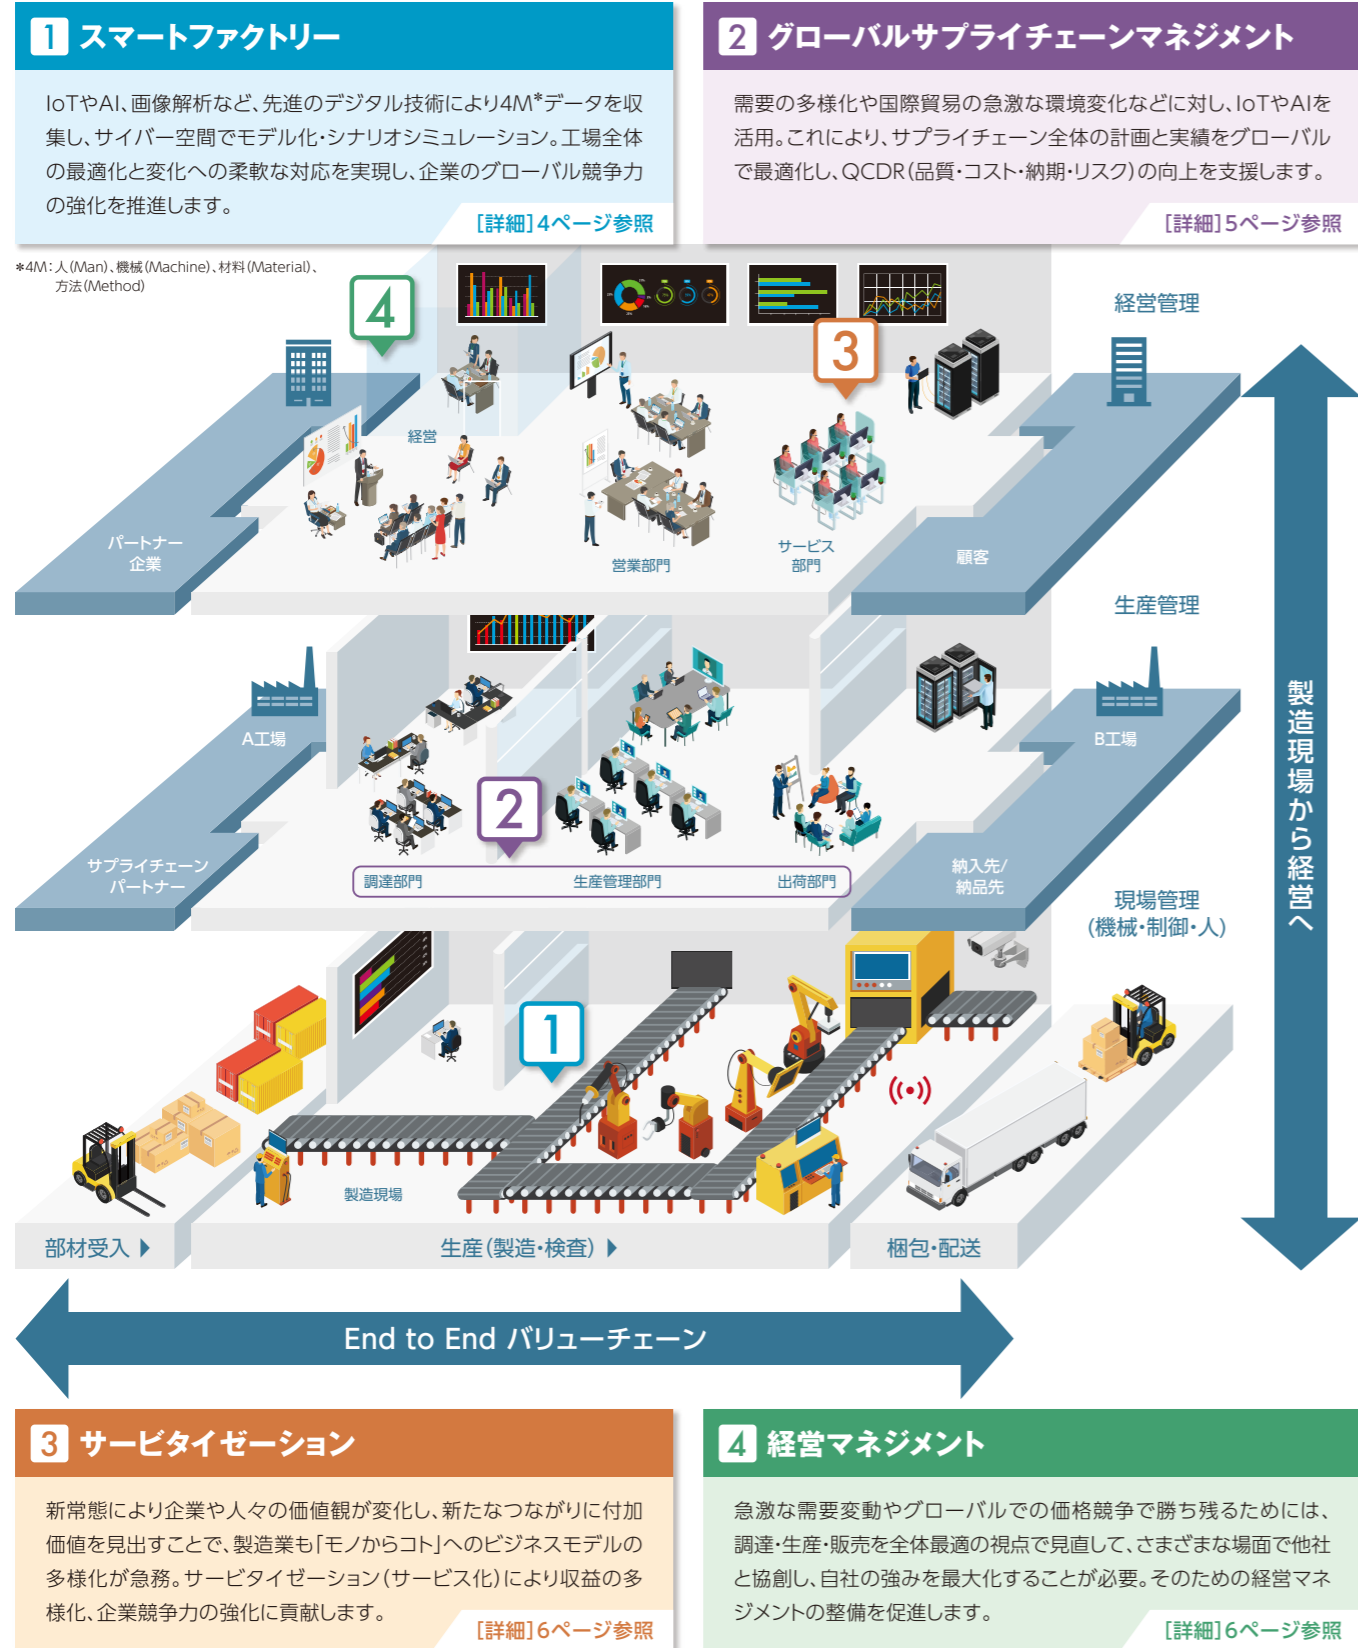 1 スマートファクトリー
IoTやAI、画像解析など、先進のデジタル技術により4M*データを収
集し、サイバー空間でモデル化・シナリオシミュレーション。工場全体
の最適化と変化への柔軟な対応を実現し、企業のグローバル競争力
の強化を推進します。
[詳細]4ページ参照
2 グローバルサプライチェーンマネジメント
需要の多様化や国際貿易の急激な環境変化などに対し、IoTやAIを
活用。これにより、サプライチェーン全体の計画と実績をグローバル
で最適化し、QCDR(品質・コスト・納期・リスク)の向上を支援します。
[詳細]5ページ参照
*4M:人(Man)、機械(Machine)、材料(Material)、
方法(Method)
4
3
経営管理
経営
パートナー
企業
営業部門
サービス
部門
顧客
生産管理
A工場
B工場
2
サプライチェーン
パートナー
調達部門
生産管理部門
出荷部門
納入先/
納品先
現場管理
(機械・制御・人)
製造現場から経営へ
1
製造現場
部材受入
生産(製造・検査)
梱包・配送
End to End バリューチェーン
3 サービタイゼーション
新常態により企業や人々の価値観が変化し、新たなつながりに付加
価値を見出すことで、製造業も「モノからコト」へのビジネスモデルの
多様化が急務。サービタイゼーション(サービス化)により収益の多
様化、企業競争力の強化に貢献します。
[詳細]6ページ参照
4 経営マネジメント
急激な需要変動やグローバルでの価格競争で勝ち残るためには、
調達・生産・販売を全体最適の視点で見直して、さまざまな場面で他社
と協創し、自社の強みを最大化することが必要。そのための経営マネ
ジメントの整備を促進します。
[詳細]6ページ参照